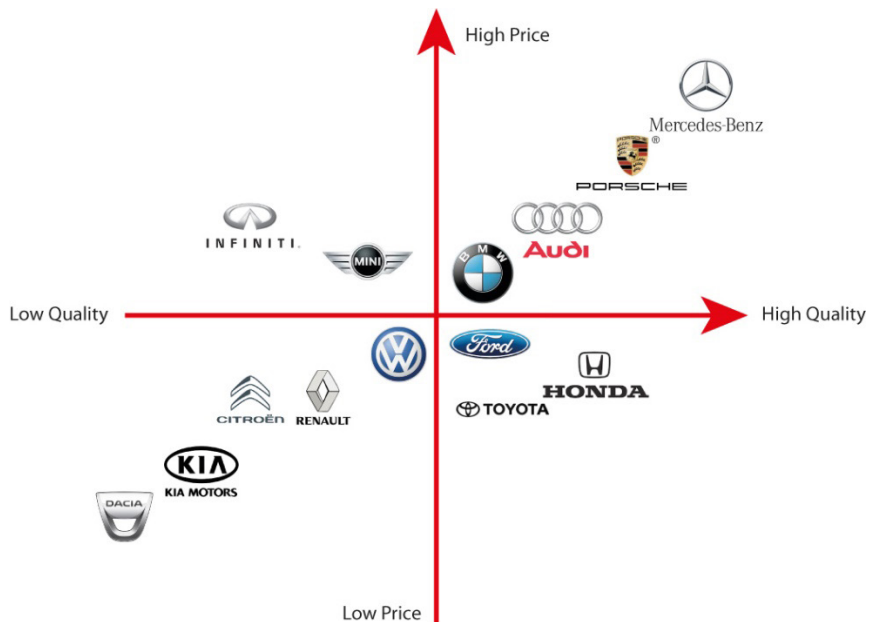 High Price
Mercedes-Benz
®
PORSCHE
INFINITI.
Audi
MINI
BMW
Low Quality
High Quality
VW
Ford
HONDA
CITROËN
RENAULT
TOYOTA
KIA
KIA MOTORS
DACIA
Low Price